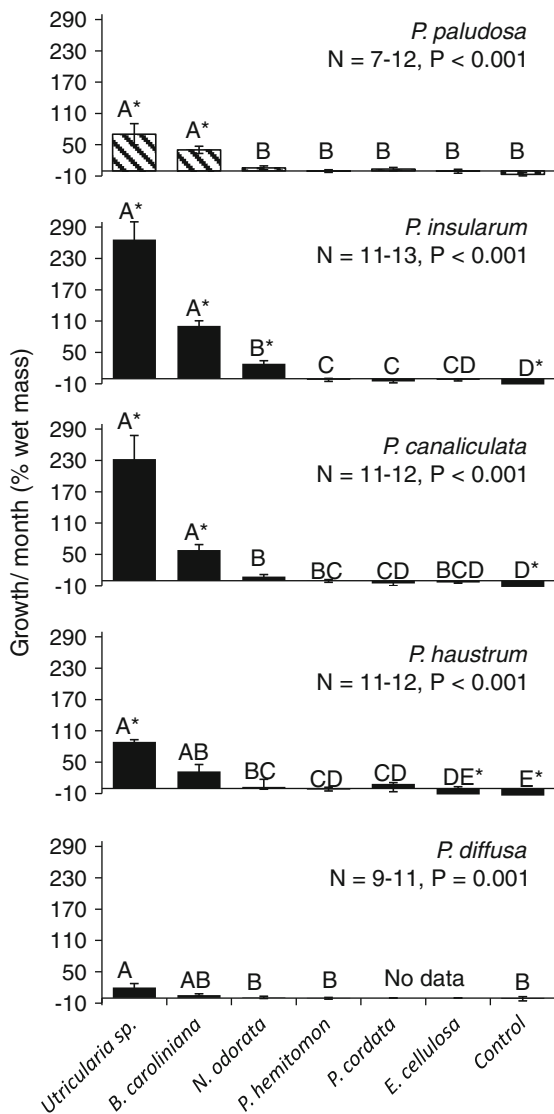 Growth/ month (% wet mass)
290
230
170
110
50
-10
P. paludosa
N = 7-12, P < 0.001
A* A* B B B B B
290
230
170
110
50
-10
P. insularum
N = 11-13, P < 0.001
A* A* B* C C CD D*
290
230
170
110
50
-10
P. canaliculata
N = 11-12, P < 0.001
A* A* B BC CD BCD D*
290
230
170
110
50
-10
P. haustrum
N = 11-12, P < 0.001
A* AB BC CD CD DE* E*
290
230
170
110
50
-10
P. diffusa
N = 9-11, P = 0.001
A AB B B No data B
Utricularia sp.
B. caroliniana
N. odorata
P. hemitomon
P. cordata
E. cellulosa
Control